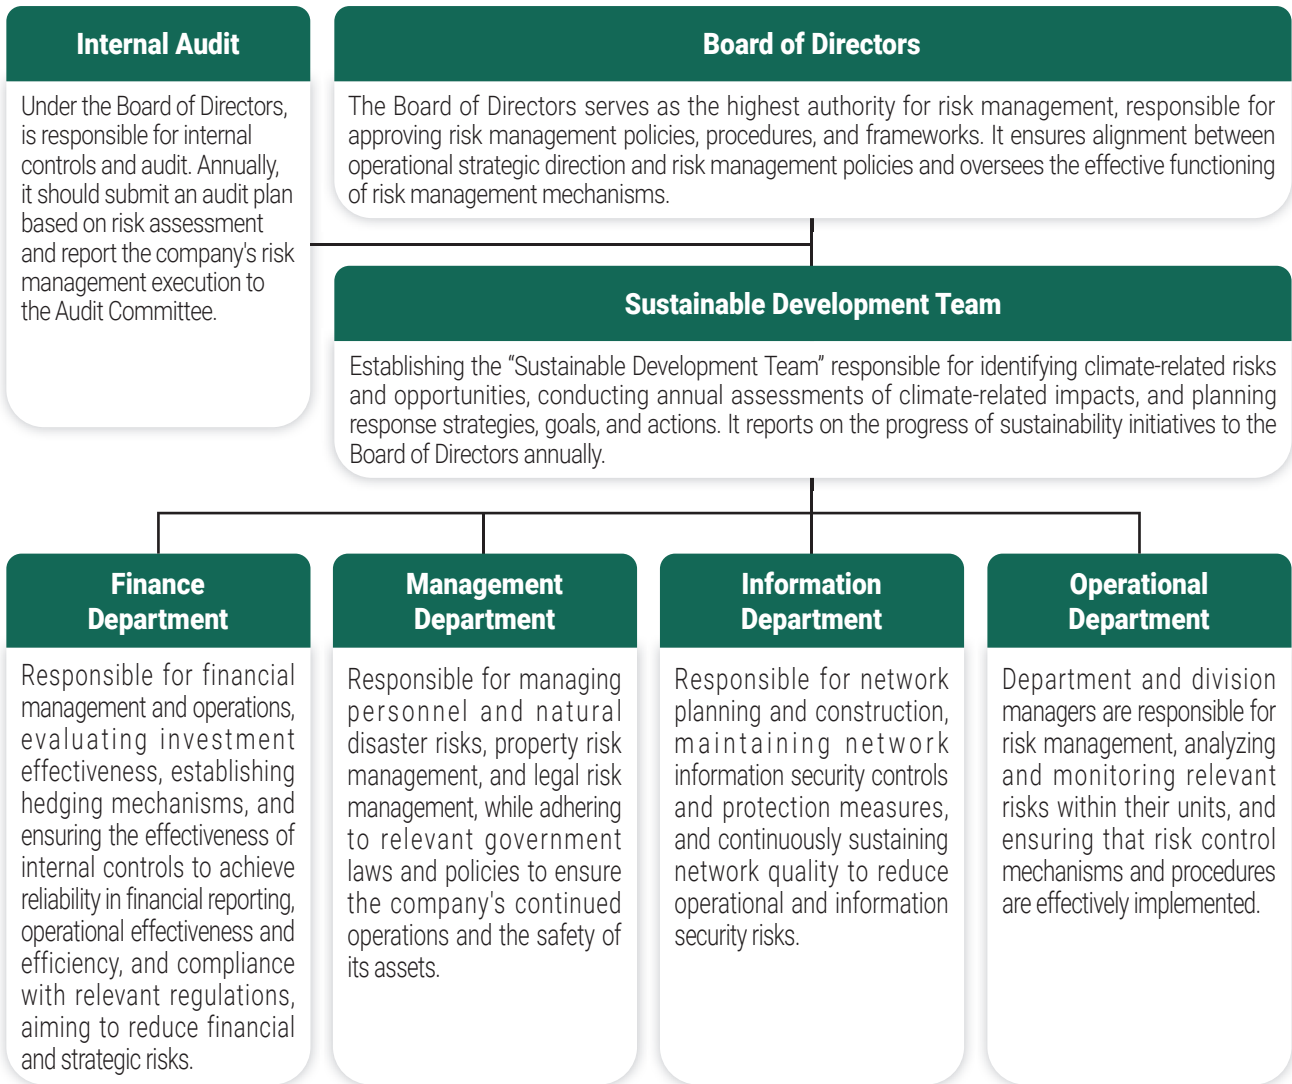 Internal Audit
Under the Board of Directors,
is responsible for internal
controls and audit. Annually,
it should submit an audit plan
based on risk assessment
and report the company's risk
management execution to
the Audit Committee.
Board of Directors
The Board of Directors serves as the highest authority for risk management, responsible for
approving risk management policies, procedures, and frameworks. It ensures alignment between
operational strategic direction and risk management policies and oversees the effective functioning
of risk management mechanisms.
Sustainable Development Team
Establishing the “Sustainable Development Team” responsible for identifying climate-related risks
and opportunities, conducting annual assessments of climate-related impacts, and planning
response strategies, goals, and actions. It reports on the progress of sustainability initiatives to the
Board of Directors annually.
Finance
Department
Responsible for financial
management and operations,
evaluating investment
effectiveness, establishing
hedging mechanisms, and
ensuring the effectiveness of
internal controls to achieve
reliability in financial reporting,
operational effectiveness and
efficiency, and compliance
with relevant regulations,
aiming to reduce financial
and strategic risks.
Management
Department
Responsible for managing
personnel and natural
disaster risks, property risk
management, and legal risk
management, while adhering
to relevant government
laws and policies to ensure
the company's continued
operations and the safety of
its assets.
Information
Department
Responsible for network
planning and construction,
maintaining network
information security controls
and protection measures,
and continuously sustaining
network quality to reduce
operational and information
security risks.
Operational
Department
Department and division
managers are responsible for
risk management, analyzing
and monitoring relevant
risks within their units, and
ensuring that risk control
mechanisms and procedures
are effectively implemented.